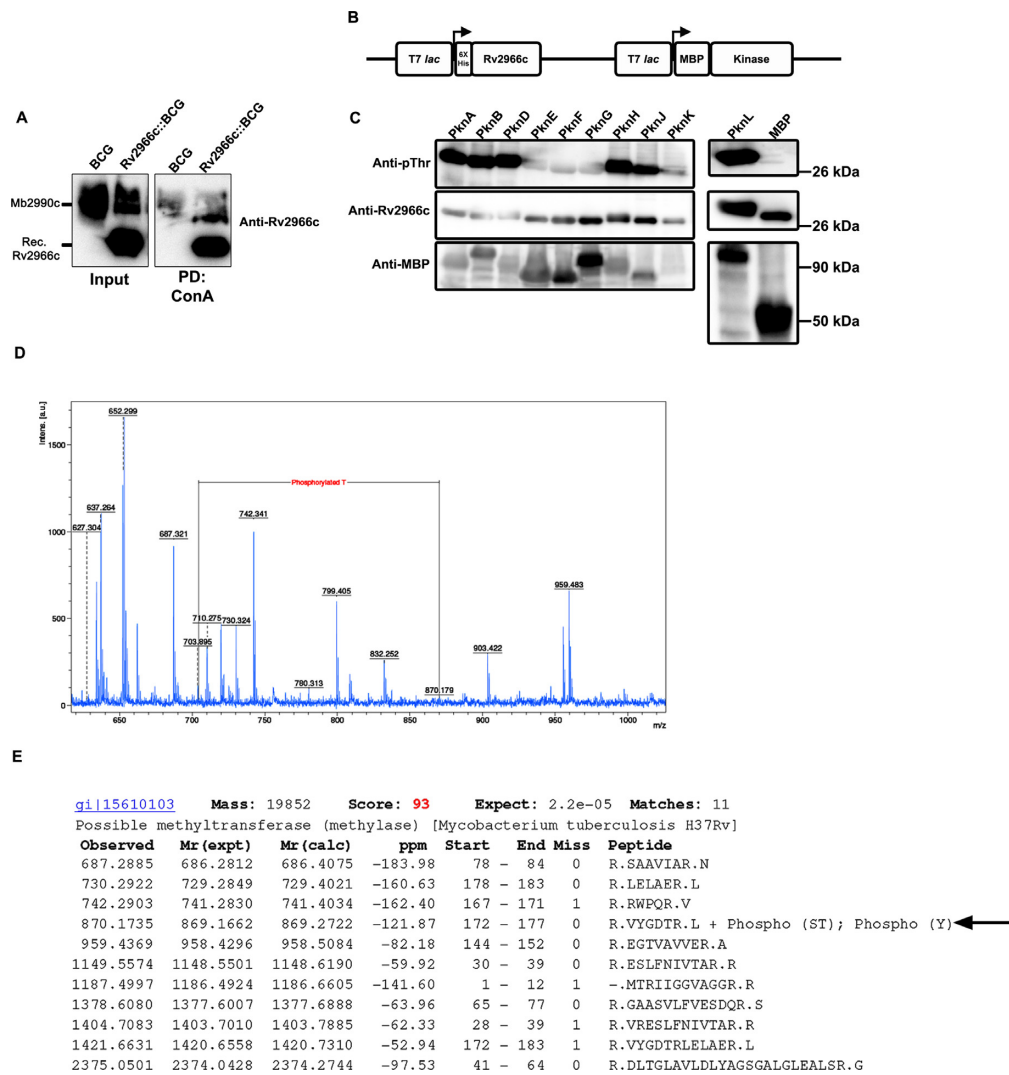 B
T7 lac
6X
His
Rv2966c
T7 lac
MBP
Kinase
A
BCG
Rv2966c::BCG
BCG
Rv2966c::BCG
Mb2990c
Rec.
Rv2966c
Anti-Rv2966c
Input
PD:
ConA
C
PknA PknB PknD PknE PknF PknG PknH PknJ PknK PknL MBP
Anti-pThr
26 kDa
Anti-Rv2966c
26 kDa
Anti-MBP
90 kDa
50 kDa
D
Intens. [a.u.]
1500
1000
500
0
652.299
637.264
627.304
687.321
Phosphorylated T
742.341
710.275
730.324
703.895
799.405
780.313
832.252
870.179
903.422
959.483
650 700 750 800 850 900 950 1000
m/z
E
gi|15610103 Mass: 19852 Score: 93 Expect: 2.2e-05 Matches: 11
Possible methyltransferase (methylase) [Mycobacterium tuberculosis H37Rv]
Observed Mr(expt) Mr(calc) ppm Start End Miss Peptide
687.2885 686.2812 686.4075 -183.98 78 - 84 0 R.SAAVIAR.N
730.2922 729.2849 729.4021 -160.63 178 - 183 0 R.LELAER.L
742.2903 741.2830 741.4034 -162.40 167 - 171 1 R.RWPQR.V
870.1735 869.1662 869.2722 -121.87 172 - 177 0 R.VYGDTR.L + Phospho (ST); Phospho (Y)
959.4369 958.4296 958.5084 -82.18 144 - 152 0 R.EGTVAVVER.A
1149.5574 1148.5501 1148.6190 -59.92 30 - 39 0 R.ESLFNIVTAR.R
1187.4997 1186.4924 1186.6605 -141.60 1 - 12 1 -.MTRIIGGVAGGR.R
1378.6080 1377.6007 1377.6888 -63.96 65 - 77 0 R.GAASVLFVESDQR.S
1404.7083 1403.7010 1403.7885 -62.33 28 - 39 1 R.VRESLFNIVTAR.R
1421.6631 1420.6558 1420.7310 -52.94 172 - 183 1 R.VYGDTRLELAER.L
2375.0501 2374.0428 2374.2744 -97.53 41 - 64 0 R.DLTGLAVLDLYAGSGALGLEALSR.G